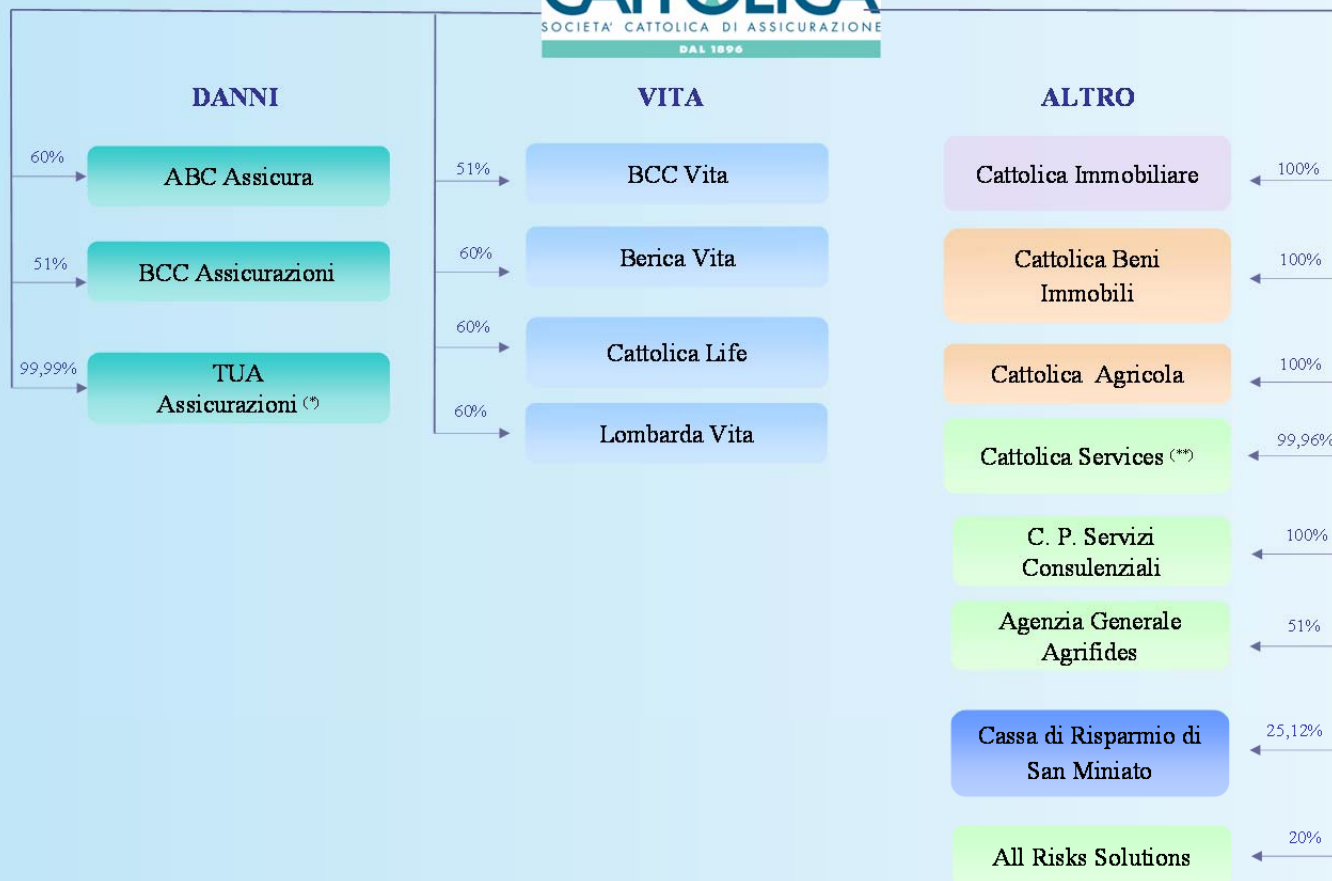 CATTOLICA
SOCIETA' CATTOLICA DI ASSICURAZIONE
DAL 1896
DANNI
60%
ABC Assicura
51%
BCC Assicurazioni
99,99%
TUA
Assicurazioni (*)
VITA
51%
BCC Vita
60%
Berica Vita
60%
Cattolica Life
60%
Lombarda Vita
ALTRO
Cattolica Immobiliare
100%
Cattolica Beni
Immobili
100%
Cattolica Agricola
100%
Cattolica Services (**)
99,96%
C. P. Servizi
Consulenziali
100%
Agenzia Generale
Agrifides
51%
Cassa di Risparmio di
San Miniato
25,12%
All Risks Solutions
20%